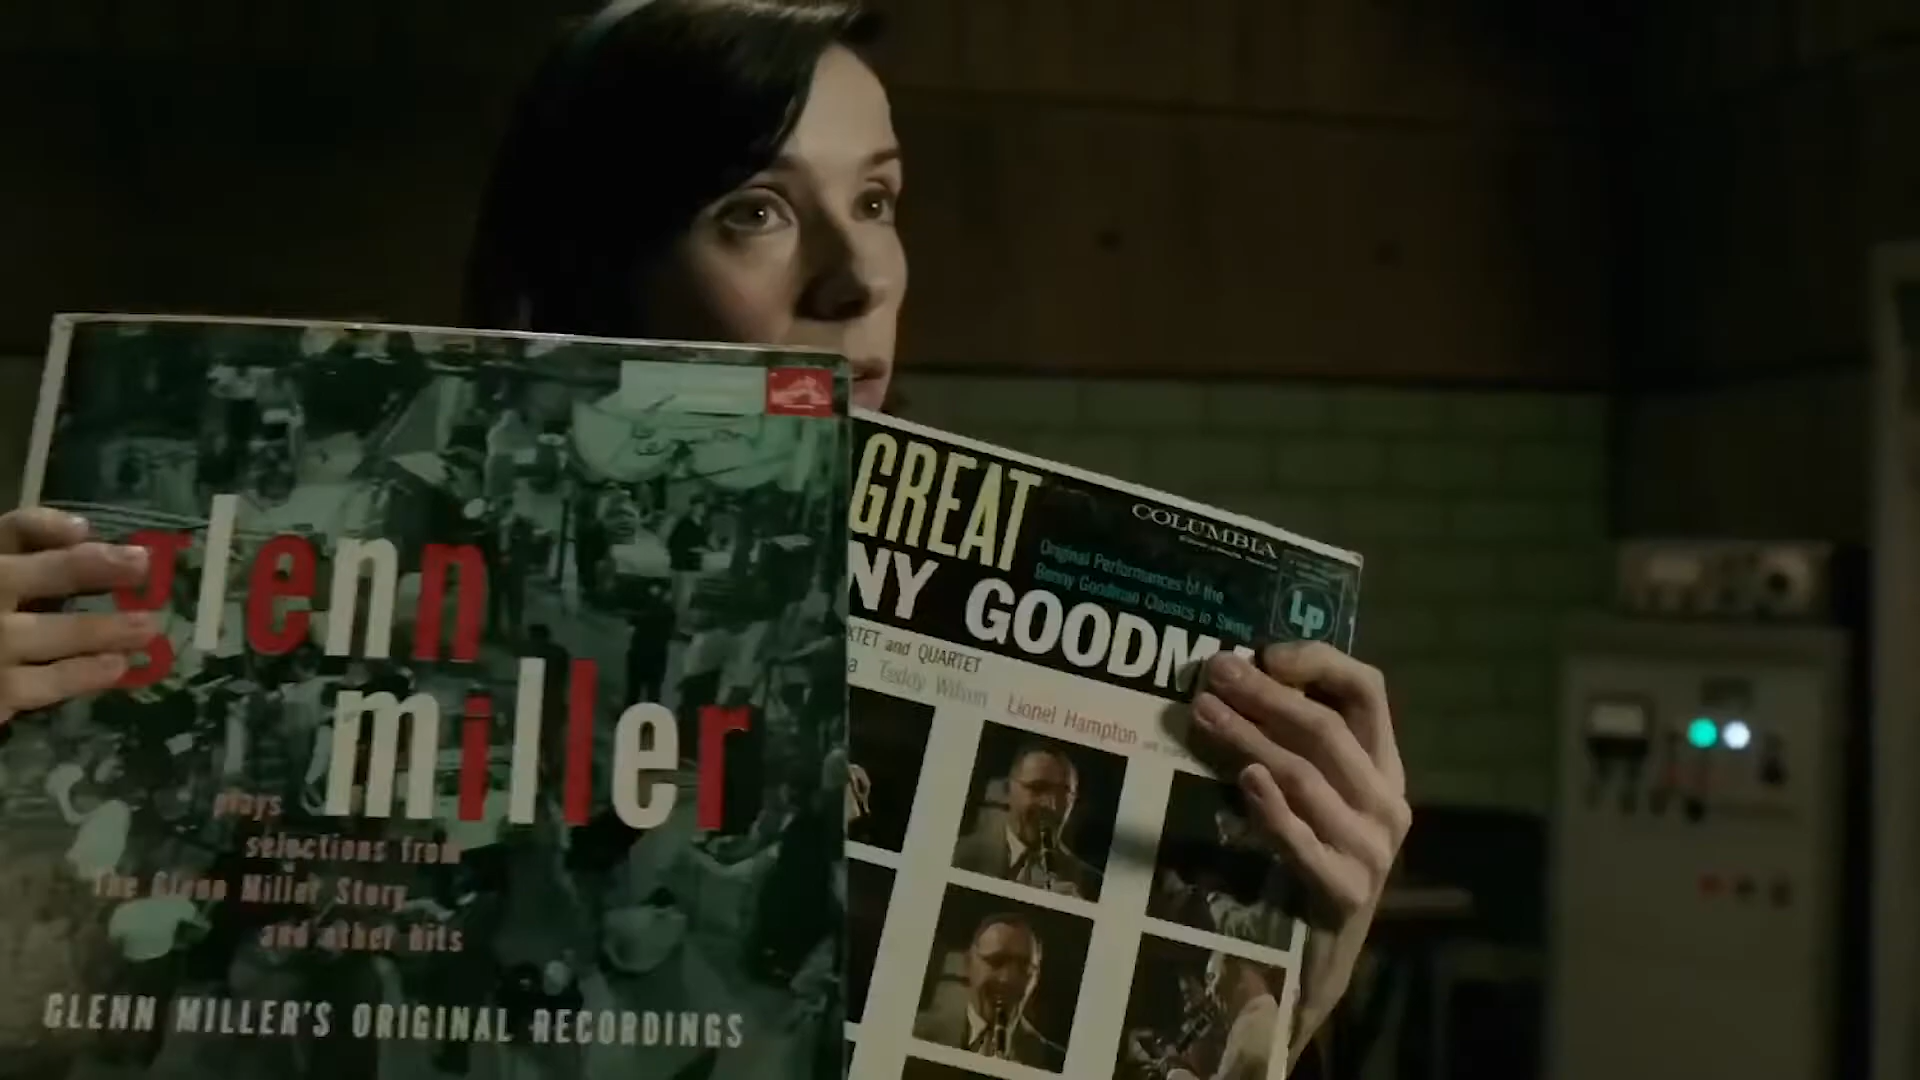 glenn
miller
plays
selections from
The Glenn Miller Story
and other hits
GLENN MILLER'S ORIGINAL RECORDINGS
GREAT
NY GOODM
COLUMBIA
Original Performances of the
Benny Goodman Classics in Swing
Lp
XTET and QUARTET
a Teddy Wilson Lionel Hampton